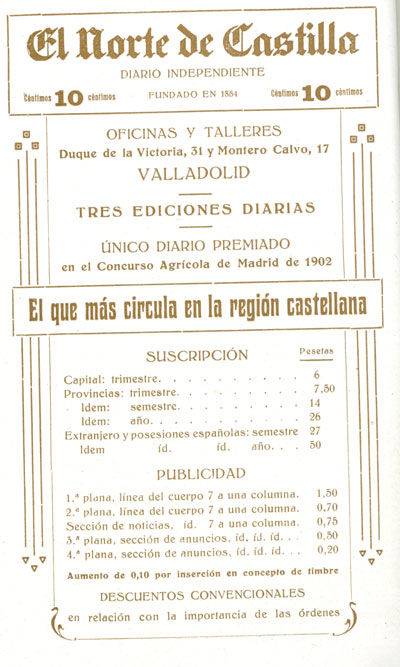 El Norte de Castilla
DIARIO INDEPENDIENTE
Céntimos 10 céntimos FUNDADO EN 1854 Céntimos 10 céntimos
OFICINAS Y TALLERES
Duque de la Victoria, 31 y Montero Calvo, 17
VALLADOLID
TRES EDICIONES DIARIAS
ÚNICO DIARIO PREMIADO
en el Concurso Agrícola de Madrid de 1902
El que más circula en la región castellana
SUSCRIPCIÓN Pesetas
Capital: trimestre. . . . . . . . . . 6
Provincias: trimestre. . . . . . . . . 7,50
Idem: semestre. . . . . . . . . 14
Idem: año. . . . . . . . . . 26
Extranjero y posesiones españolas: semestre 27
Idem íd. íd. año. . . 50
PUBLICIDAD
1.ª plana, línea del cuerpo 7 a una columna. 1,50
2.ª plana, línea del cuerpo 7 a una columna. 0,70
Sección de noticias, íd. 7 a una columna. 0,75
3.ª plana, sección de anuncios, íd. íd. íd. . . 0,50
4.ª plana, sección de anuncios, íd. íd. íd. . . 0,20
Aumento de 0,10 por inserción en concepto de timbre
DESCUENTOS CONVENCIONALES
en relación con la importancia de las órdenes